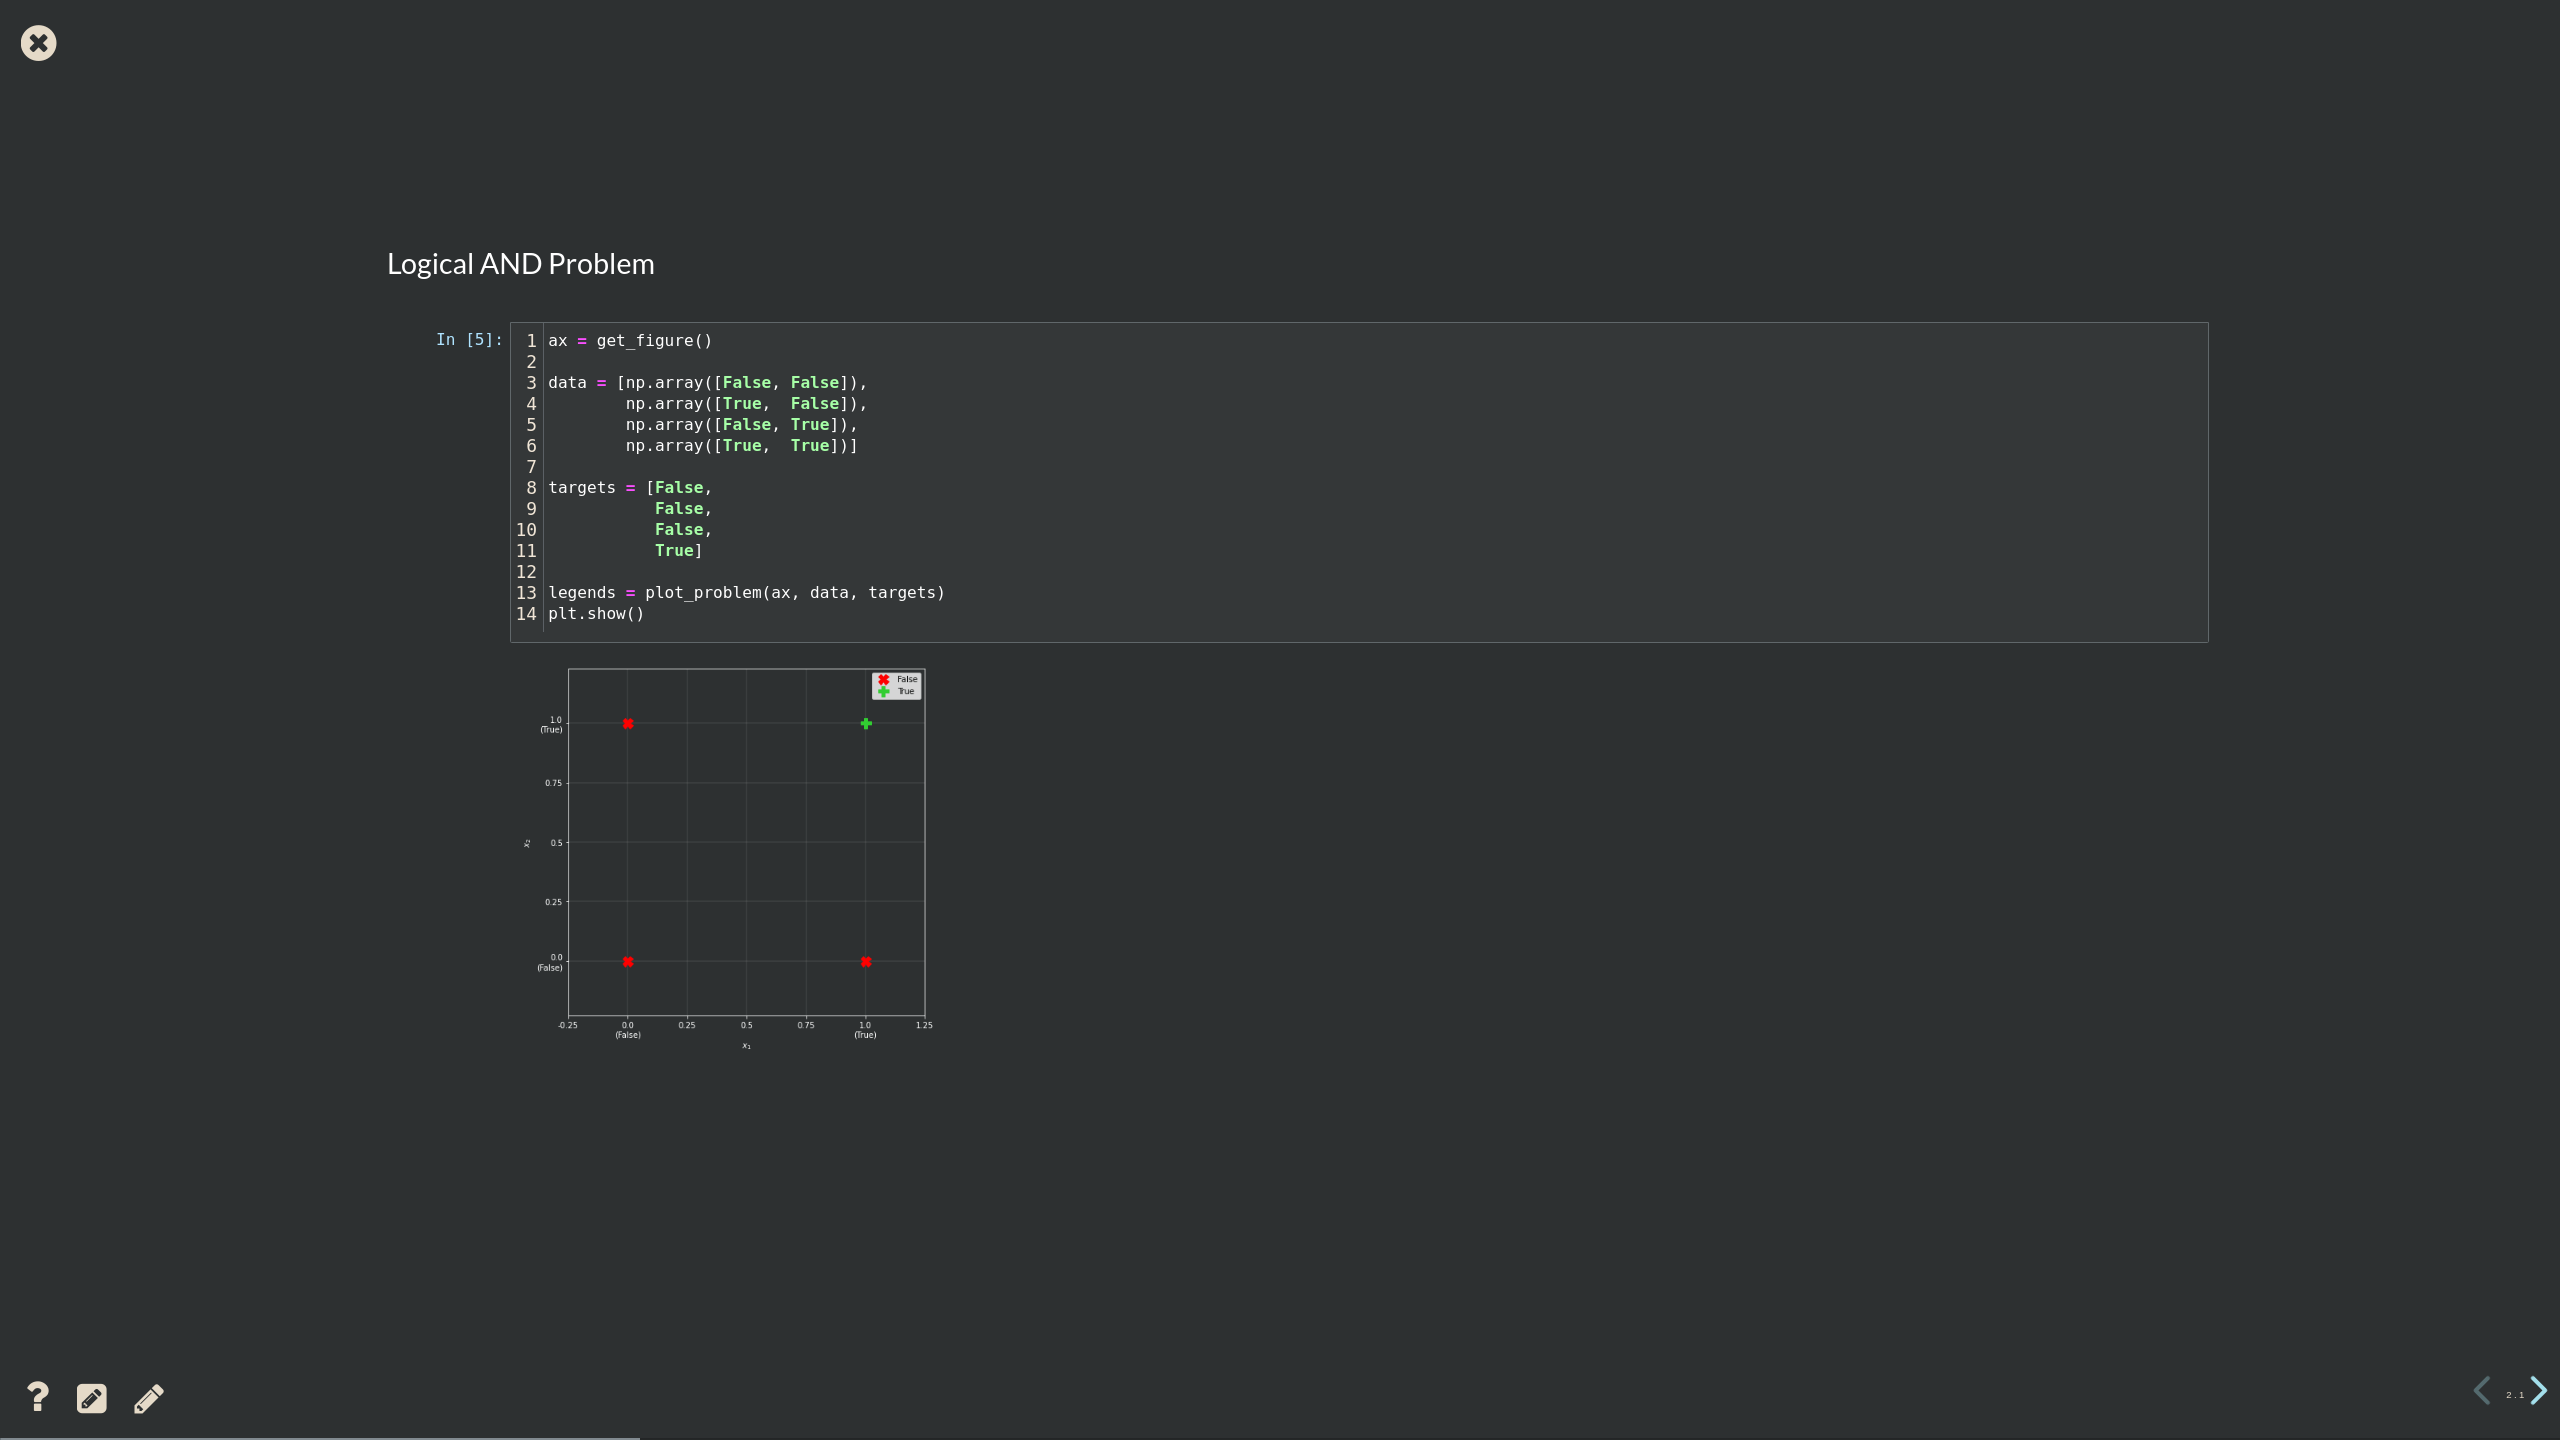 Logical AND Problem
In [5]:
1 ax = get_figure()
2
3 data = [np.array([False, False]),
4         np.array([True,  False]),
5         np.array([False, True]),
6         np.array([True,  True])]
7
8 targets = [False,
9            False,
10            False,
11            True]
12
13 legends = plot_problem(ax, data, targets)
14 plt.show()
False
True
1.0
(True)
0.75
x₂
0.5
0.25
0.0
(False)
-0.25 0.0 0.25 0.5 0.75 1.0 1.25
(False) (True)
x₁
2.1